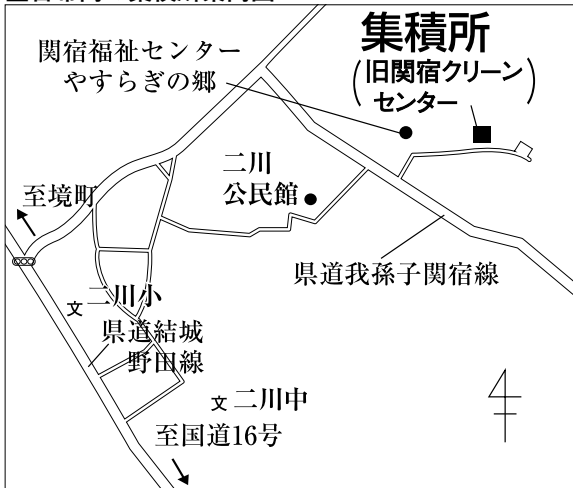 集積所
(旧関宿クリーン
センター)
関宿福祉センター
やすらぎの郷
二川
公民館
至境町
県道我孫子関宿線
文 二川小
県道結城
野田線
文 二川中
至国道16号